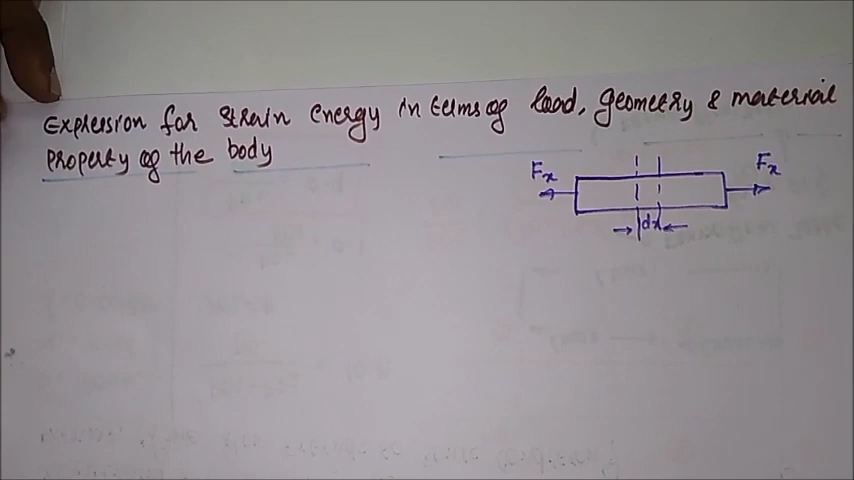 Expression for strain energy in terms of load, geometry & material
property of the body
Fx
Fx
dx